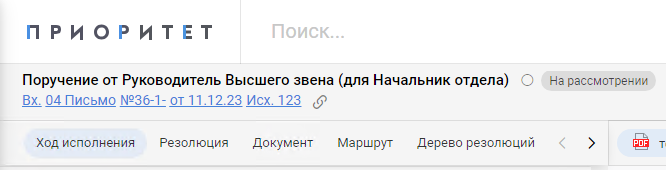 ПРИОРИТЕТ
Поиск...
Поручение от Руководитель Высшего звена (для Начальник отдела) На рассмотрении
Вх. 04 Письмо №36-1- от 11.12.23 Исх. 123
Ход исполнения Резолюция Документ Маршрут Дерево резолюций PDF